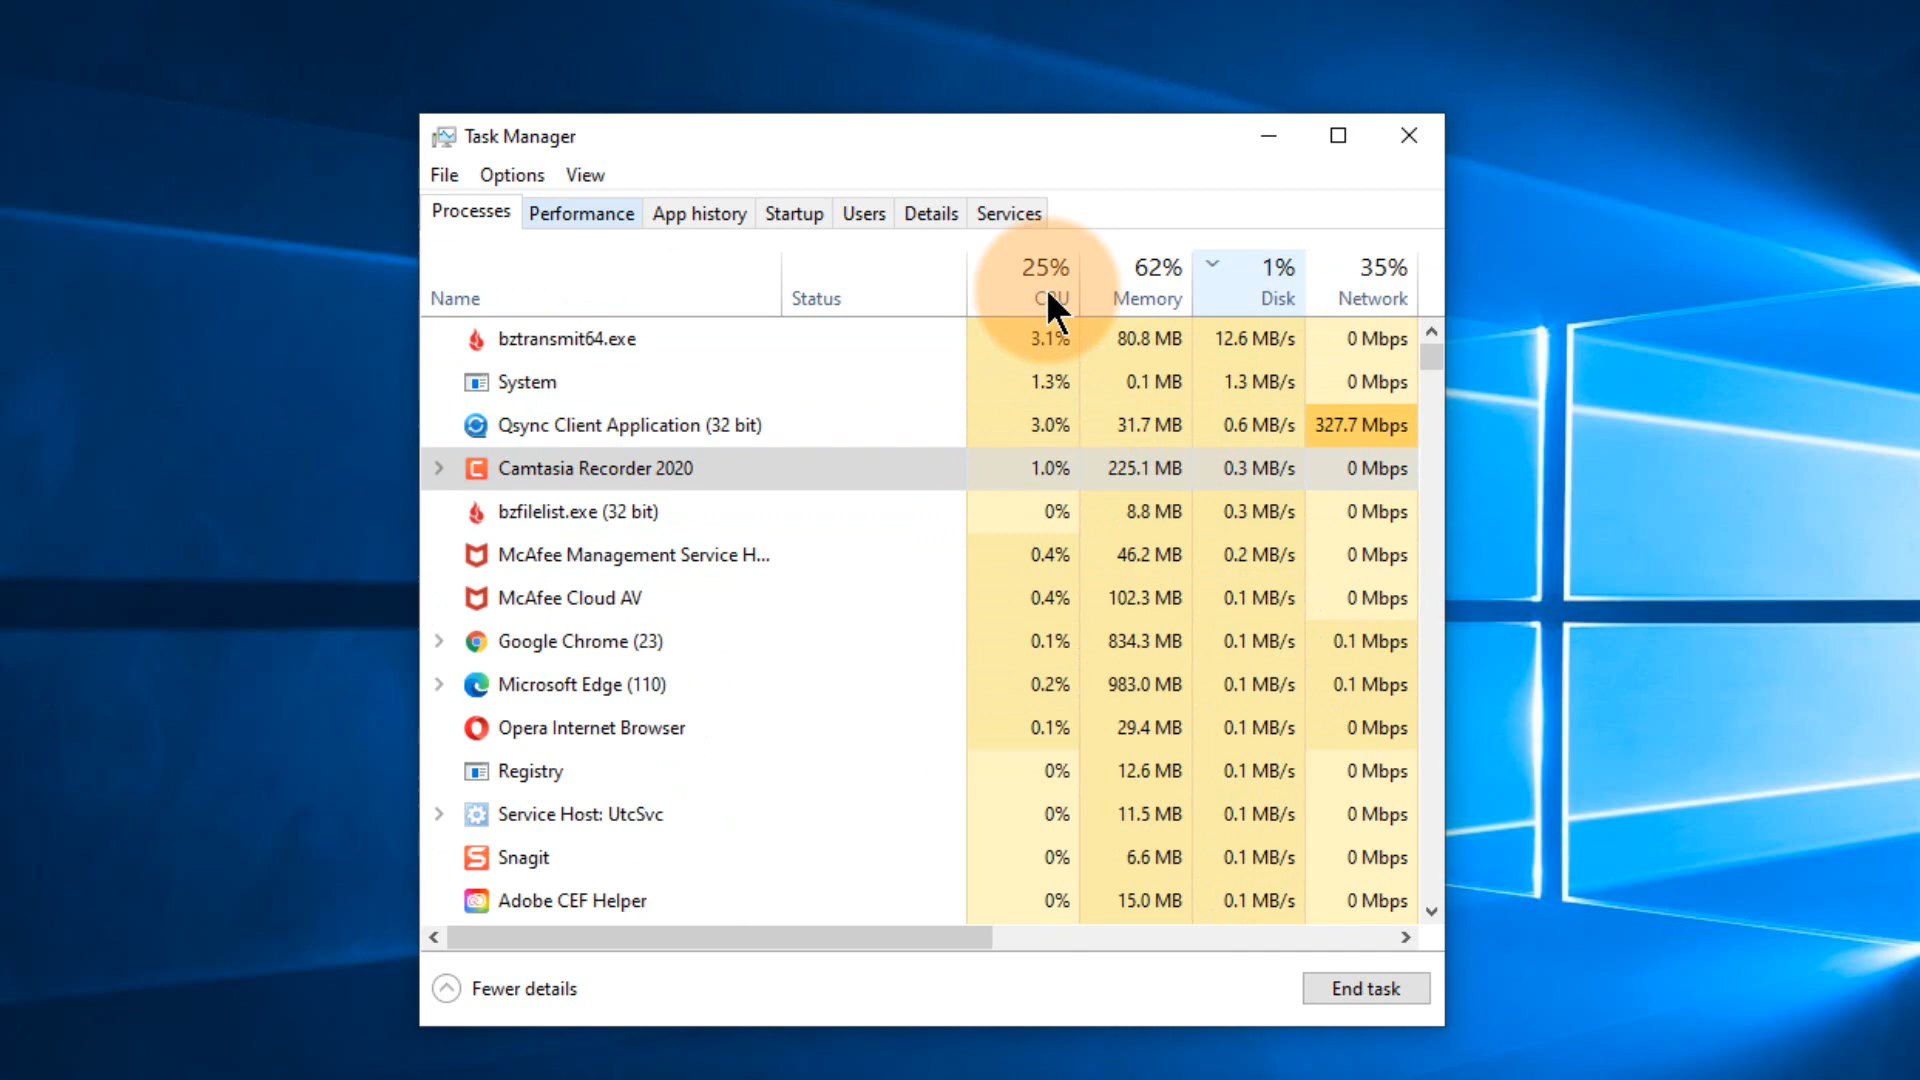 Task Manager
File Options View
Processes Performance App history Startup Users Details Services
25% 62% 1% 35%
Name Status CPU Memory Disk Network
bztransmit64.exe 3.1% 80.8 MB 12.6 MB/s 0 Mbps
System 1.3% 0.1 MB 1.3 MB/s 0 Mbps
Qsync Client Application (32 bit) 3.0% 31.7 MB 0.6 MB/s 327.7 Mbps
Camtasia Recorder 2020 1.0% 225.1 MB 0.3 MB/s 0 Mbps
bzfilelist.exe (32 bit) 0% 8.8 MB 0.3 MB/s 0 Mbps
McAfee Management Service H... 0.4% 46.2 MB 0.2 MB/s 0 Mbps
McAfee Cloud AV 0.4% 102.3 MB 0.1 MB/s 0 Mbps
Google Chrome (23) 0.1% 834.3 MB 0.1 MB/s 0.1 Mbps
Microsoft Edge (110) 0.2% 983.0 MB 0.1 MB/s 0.1 Mbps
Opera Internet Browser 0.1% 29.4 MB 0.1 MB/s 0 Mbps
Registry 0% 12.6 MB 0.1 MB/s 0 Mbps
Service Host: UtcSvc 0% 11.5 MB 0.1 MB/s 0 Mbps
Snagit 0% 6.6 MB 0.1 MB/s 0 Mbps
Adobe CEF Helper 0% 15.0 MB 0.1 MB/s 0 Mbps
Fewer details End task